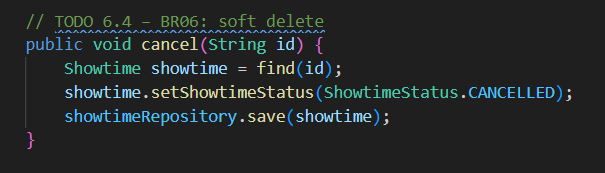 // TODO 6.4 – BR06: soft delete
public void cancel(String id) {
    Showtime showtime = find(id);
    showtime.setShowtimeStatus(ShowtimeStatus.CANCELLED);
    showtimeRepository.save(showtime);
}